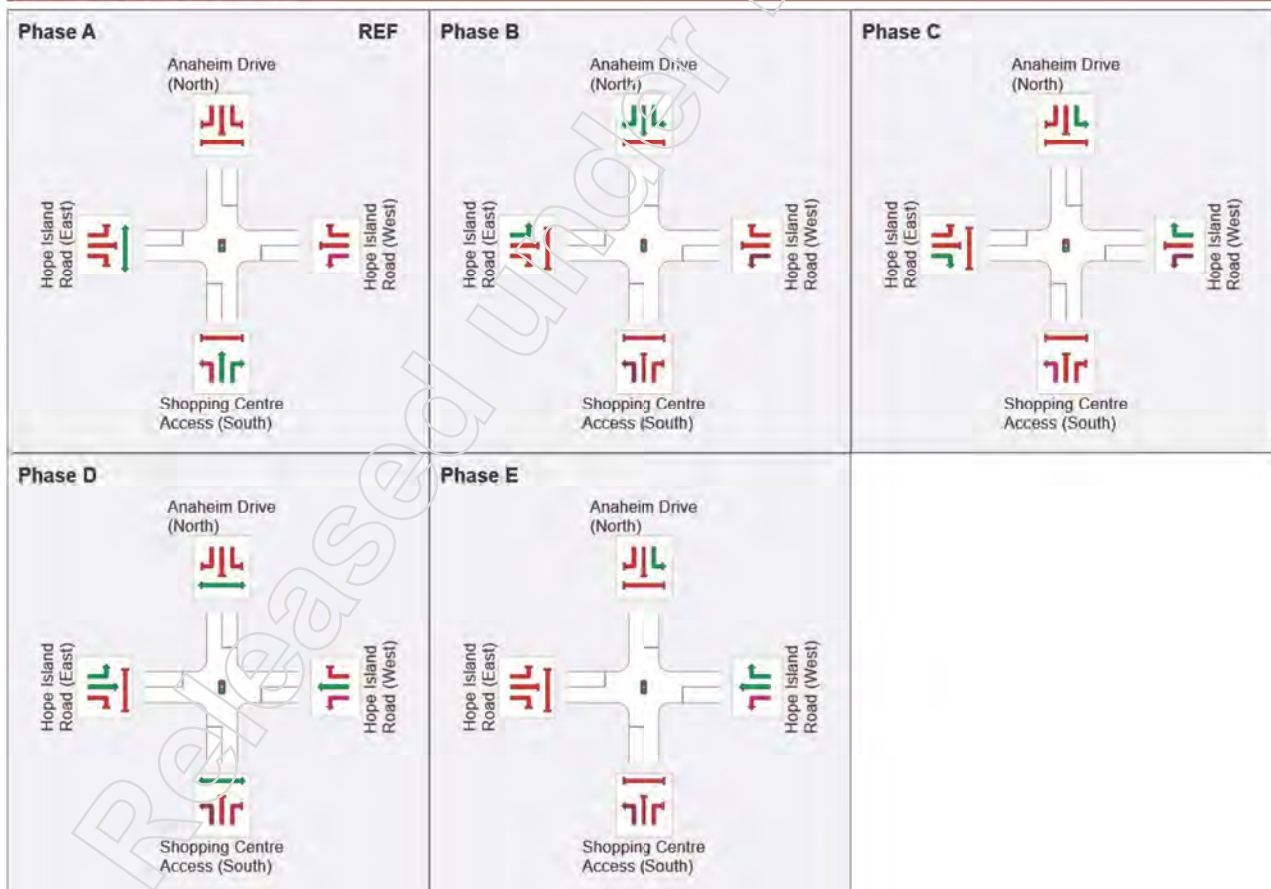 Phase A
REF
Anaheim Drive
(North)
Hope Island
Road (East)
Hope Island
Road (West)
Shopping Centre
Access (South)
Phase B
Anaheim Drive
(North)
Hope Island
Road (East)
Hope Island
Road (West)
Shopping Centre
Access (South)
Phase C
Anaheim Drive
(North)
Hope Island
Road (East)
Hope Island
Road (West)
Shopping Centre
Access (South)
Phase D
Anaheim Drive
(North)
Hope Island
Road (East)
Hope Island
Road (West)
Shopping Centre
Access (South)
Phase E
Anaheim Drive
(North)
Hope Island
Road (East)
Hope Island
Road (West)
Shopping Centre
Access (South)
Released under